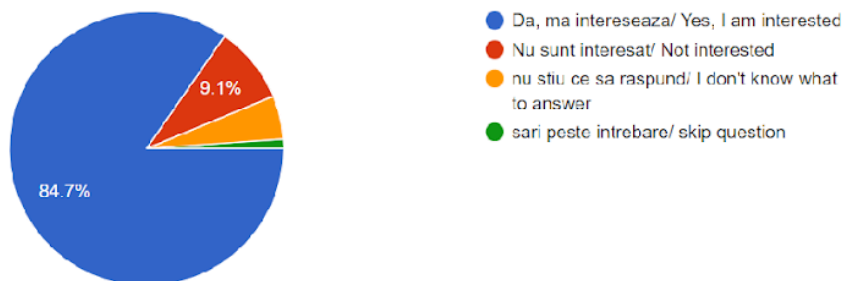 Da, ma intereseaza/ Yes, I am interested
Nu sunt interesat/ Not interested
9.1%
nu stiu ce sa raspund/ I don't know what
to answer
sari peste intrebare/ skip question
84.7%